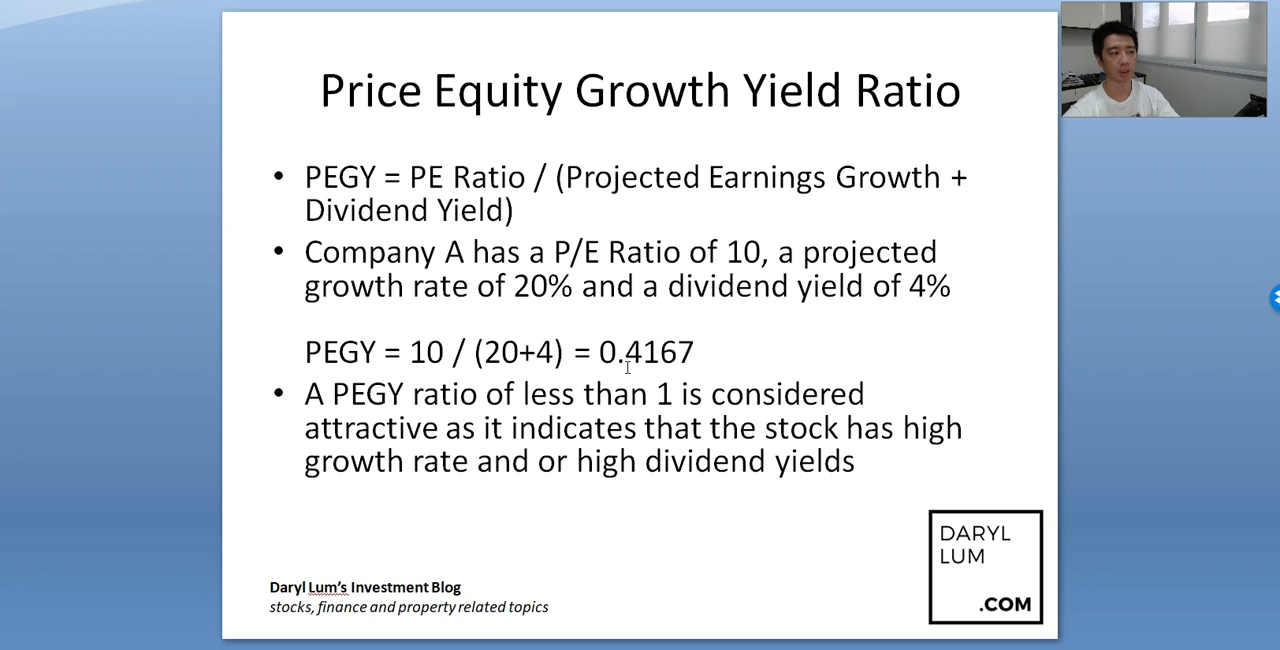 Price Equity Growth Yield Ratio
• PEGY = PE Ratio / (Projected Earnings Growth +
Dividend Yield)
• Company A has a P/E Ratio of 10, a projected
growth rate of 20% and a dividend yield of 4%
PEGY = 10 / (20+4) = 0.4167
• A PEGY ratio of less than 1 is considered
attractive as it indicates that the stock has high
growth rate and or high dividend yields
Daryl Lum's Investment Blog
stocks, finance and property related topics
DARYL
LUM
.COM